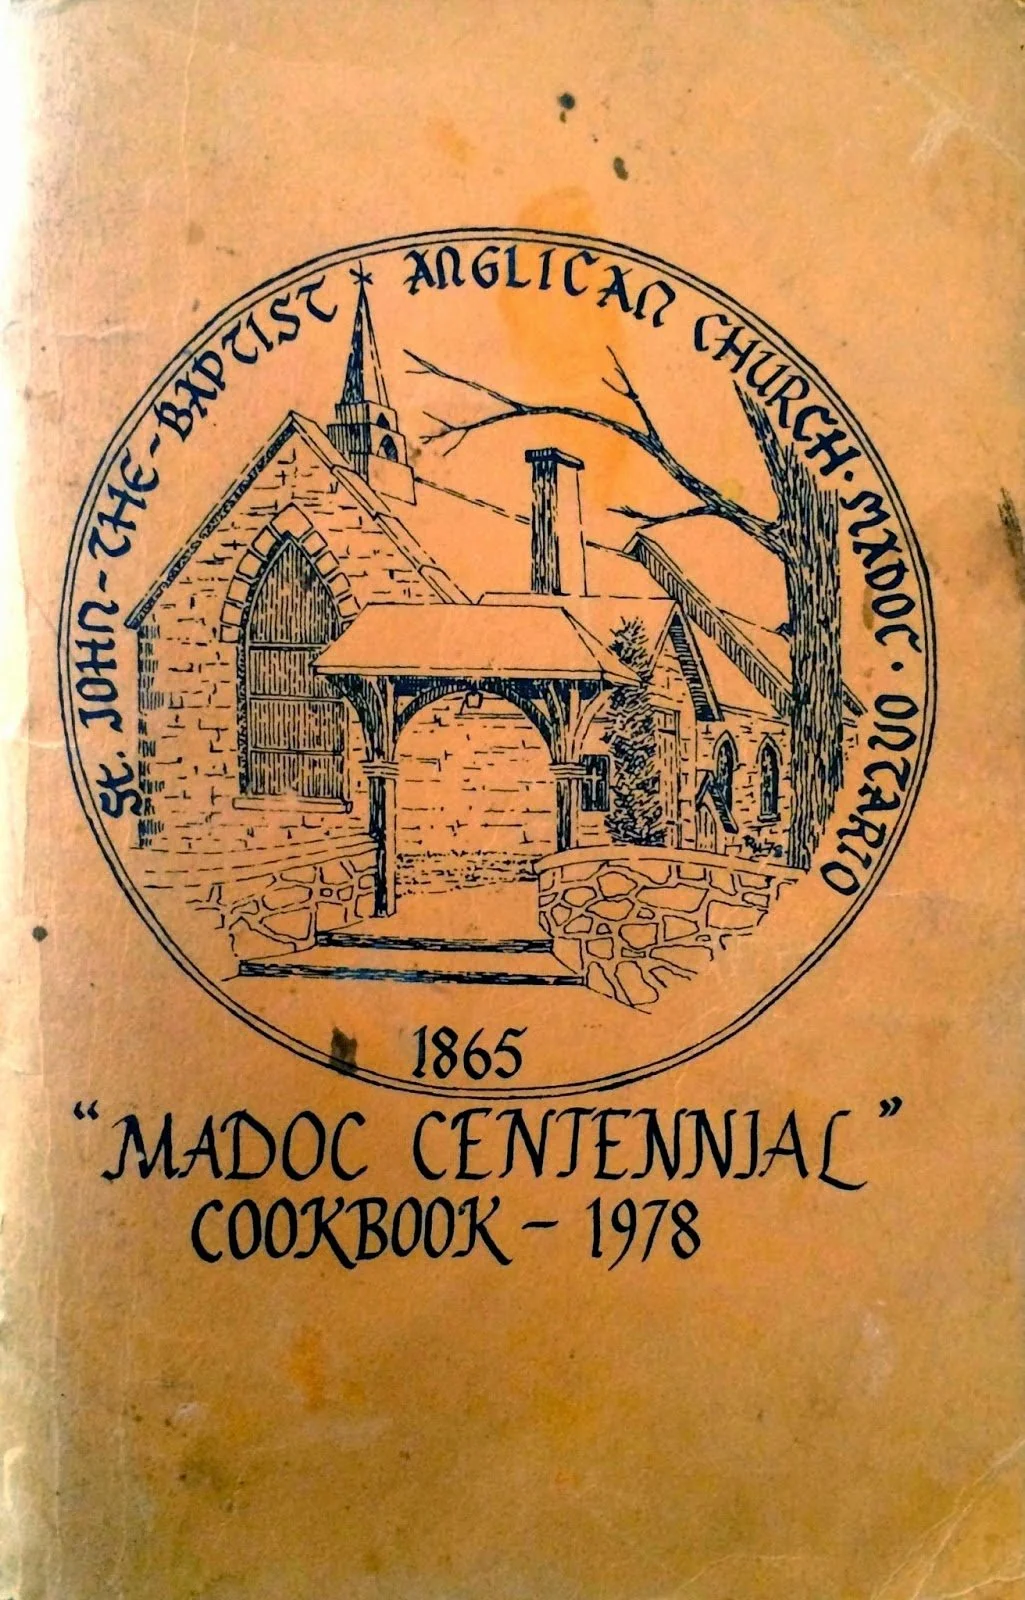 St. JOHN-THE-BAPTIST * ANGLICAN CHURCH · MADOC · ONTARIO
1865
"MADOC CENTENNIAL"
COOKBOOK - 1978